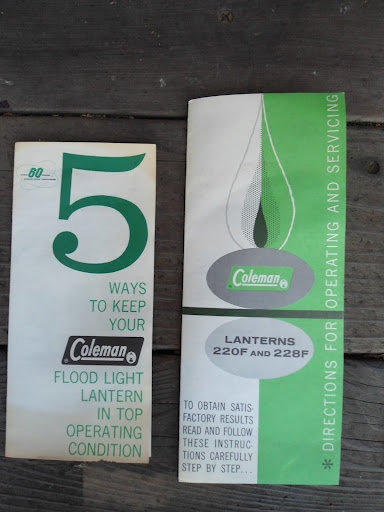 60
5
WAYS
TO KEEP
YOUR
Coleman
FLOOD LIGHT
LANTERN
IN TOP
OPERATING
CONDITION
Coleman
LANTERNS
220F AND 228F
TO OBTAIN SATIS-
FACTORY RESULTS
READ AND FOLLOW
THESE INSTRUC-
TIONS CAREFULLY
STEP BY STEP...
* DIRECTIONS FOR OPERATING AND SERVICING